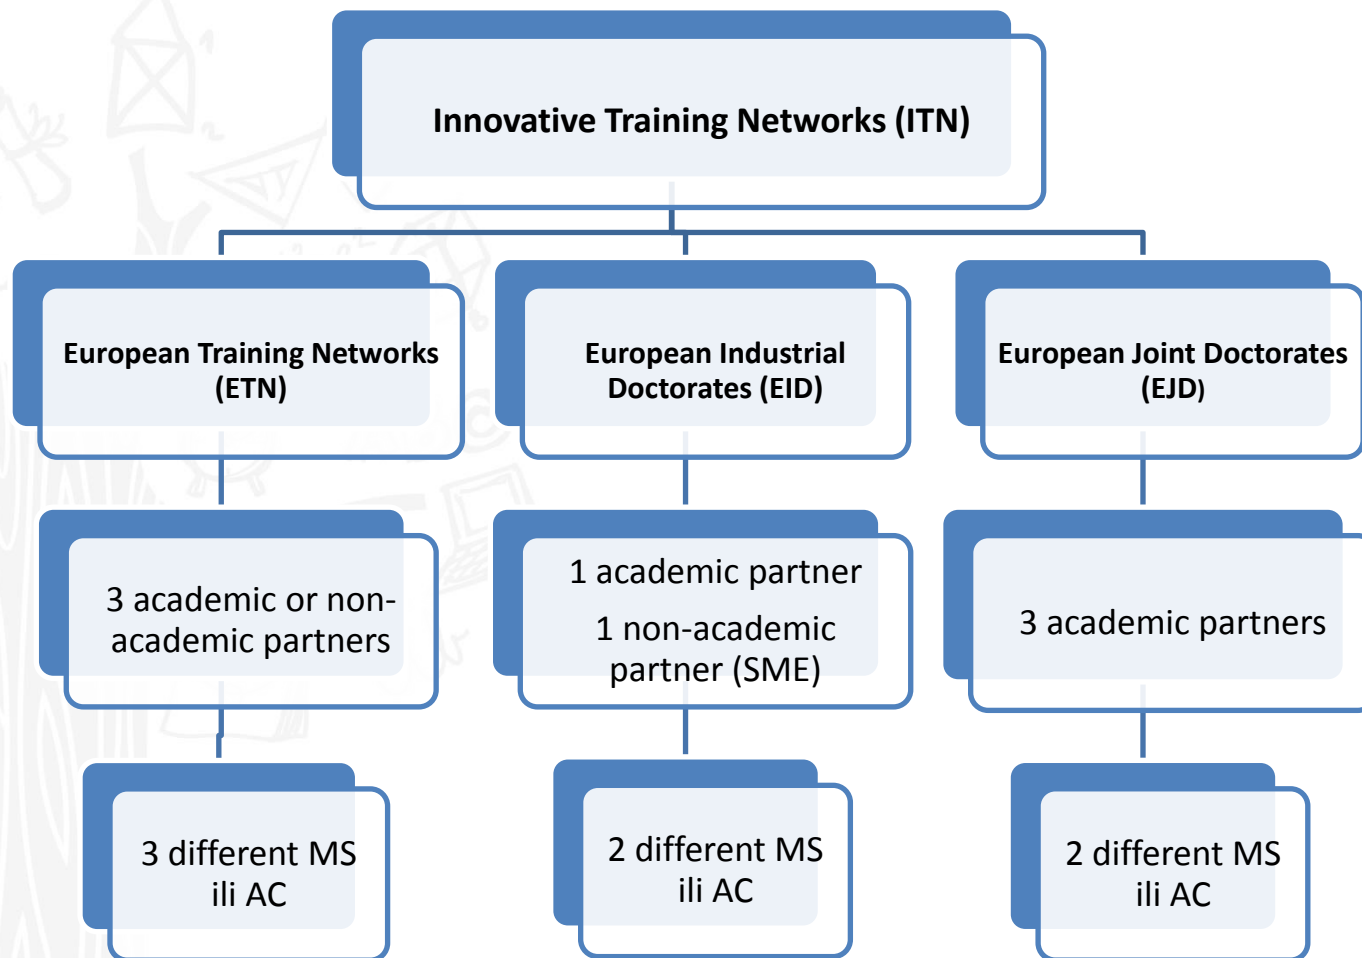 Innovative Training Networks (ITN)
European Training Networks
(ETN)
European Industrial
Doctorates (EID)
European Joint Doctorates
(EJD)
3 academic or non-
academic partners
1 academic partner
1 non-academic
partner (SME)
3 academic partners
3 different MS
ili AC
2 different MS
ili AC
2 different MS
ili AC